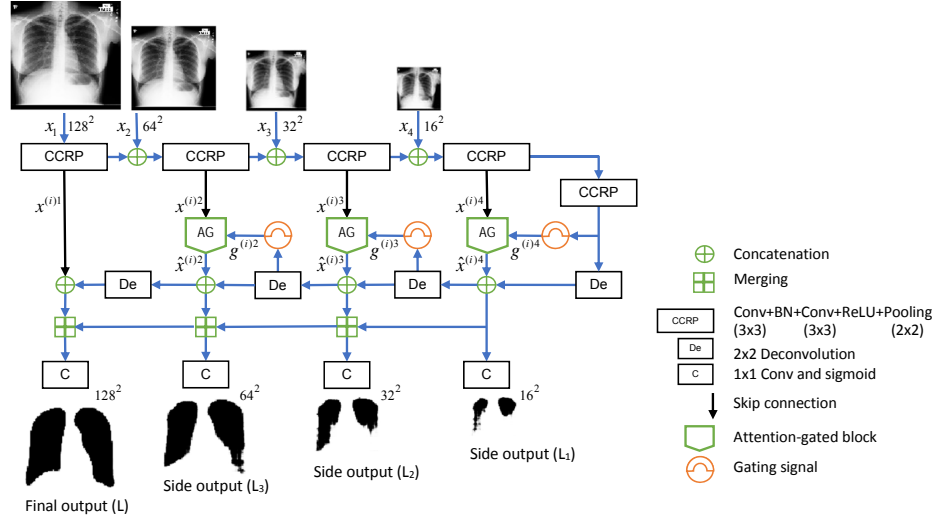 x₁ 128² x₂ 64² x₃ 32² x₄ 16²
CCRP CCRP CCRP CCRP
CCRP
x⁽ⁱ⁾¹ x⁽ⁱ⁾² x⁽ⁱ⁾³ x⁽ⁱ⁾⁴
AG AG AG
g⁽ⁱ⁾² g⁽ⁱ⁾³ g⁽ⁱ⁾⁴
x̂⁽ⁱ⁾² x̂⁽ⁱ⁾³ x̂⁽ⁱ⁾⁴
De De De De
C C C C
128² 64² 32² 16²
Final output (L)
Side output (L₃)
Side output (L₂)
Side output (L₁)
Concatenation
Merging
CCRP Conv+BN+Conv+ReLU+Pooling
(3x3) (3x3) (2x2)
De 2x2 Deconvolution
C 1x1 Conv and sigmoid
Skip connection
Attention-gated block
Gating signal